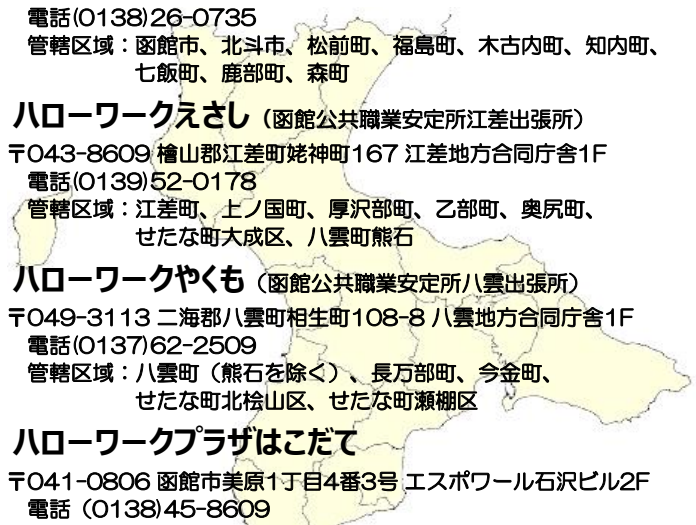 電話(0138)26-0735
管轄区域：函館市、北斗市、松前町、福島町、木古内町、知内町、
七飯町、鹿部町、森町
ハローワークえさし（函館公共職業安定所江差出張所）
〒043-8609 檜山郡江差町姥神町167 江差地方合同庁舎1F
電話(0139)52-0178
管轄区域：江差町、上ノ国町、厚沢部町、乙部町、奥尻町、
せたな町大成区、八雲町熊石
ハローワークやくも（函館公共職業安定所八雲出張所）
〒049-3113 二海郡八雲町相生町108-8 八雲地方合同庁舎1F
電話(0137)62-2509
管轄区域：八雲町（熊石を除く）、長万部町、今金町、
せたな町北桧山区、せたな町瀬棚区
ハローワークプラザはこだて
〒041-0806 函館市美原1丁目4番3号 エスポワール石沢ビル2F
電話（0138)45-8609